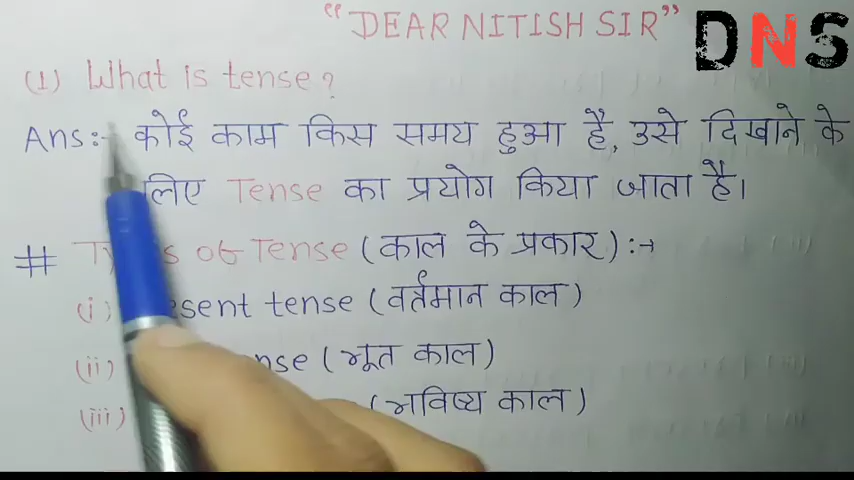 "DEAR NITISH SIR"
DNS
(1) What is tense?
Ans:- कोई काम किस समय हुआ है, उसे दिखाने के
लिए Tense का प्रयोग किया जाता है।
# of Tense (काल के प्रकार) :→
(i) tense (वर्तमान काल)
(ii) (भूत काल)
(iii) (भविष्य काल)